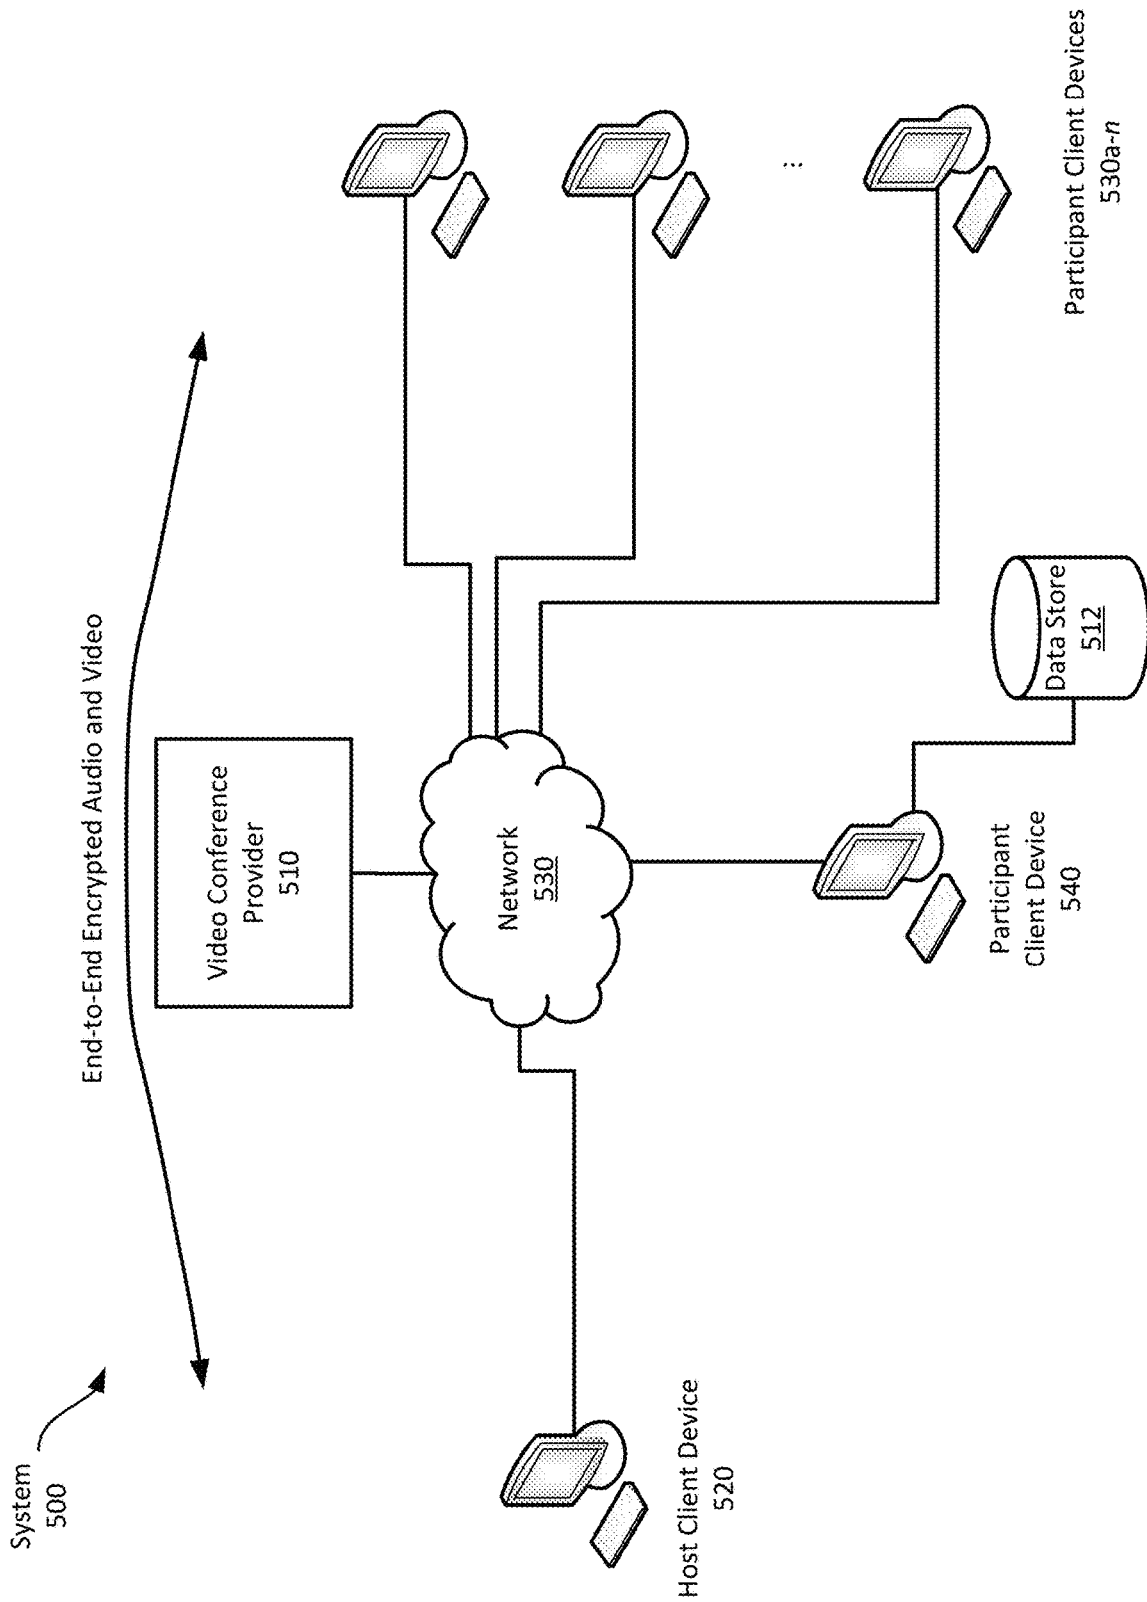 System
500
End-to-End Encrypted Audio and Video
Video Conference
Provider
510
Network
530
Host Client Device
520
Participant
Client Device
540
Data Store
512
...
Participant Client Devices
530a-n